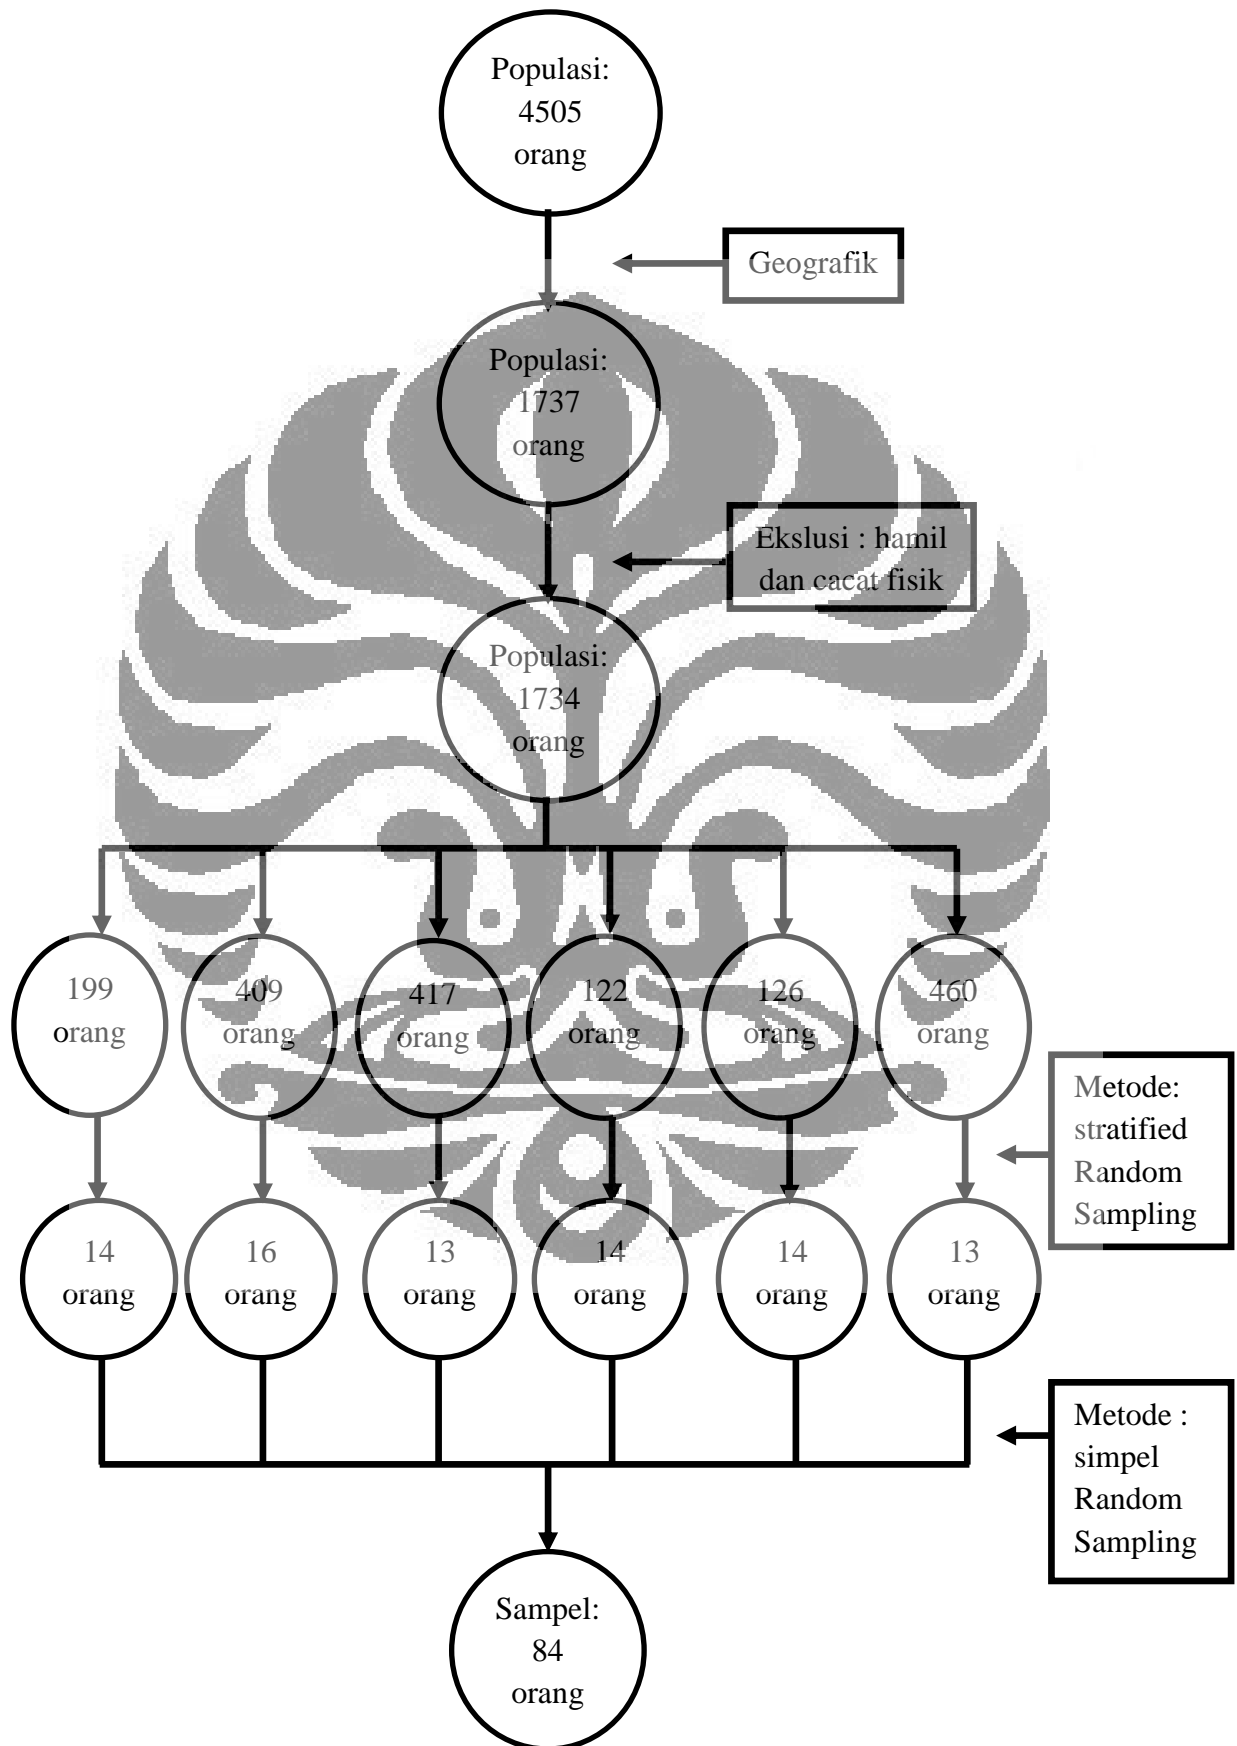 Populasi:
4505
orang
Geografik
Populasi:
1737
orang
Ekslusi : hamil
dan cacat fisik
Populasi:
1734
orang
199
orang
409
orang
417
orang
122
orang
126
orang
460
orang
Metode:
stratified
Random
Sampling
14
orang
16
orang
13
orang
14
orang
14
orang
13
orang
Metode :
simpel
Random
Sampling
Sampel:
84
orang